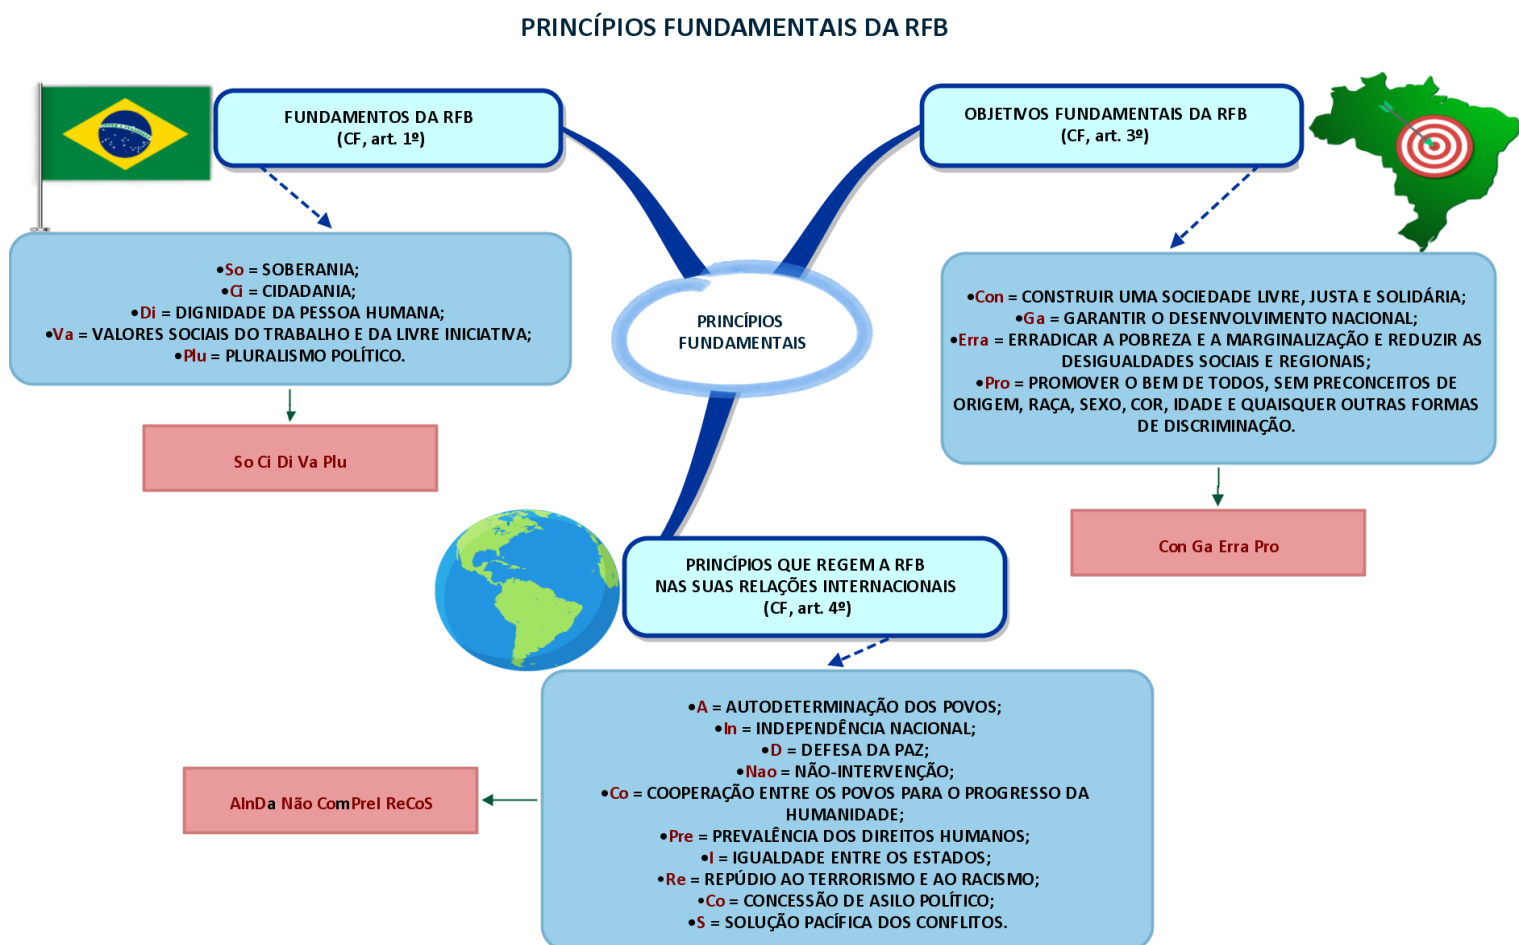 PRINCÍPIOS FUNDAMENTAIS DA RFB
FUNDAMENTOS DA RFB
(CF, art. 1º)
•So = SOBERANIA;
•Ci = CIDADANIA;
•Di = DIGNIDADE DA PESSOA HUMANA;
•Va = VALORES SOCIAIS DO TRABALHO E DA LIVRE INICIATIVA;
•Plu = PLURALISMO POLÍTICO.
So Ci Di Va Plu
OBJETIVOS FUNDAMENTAIS DA RFB
(CF, art. 3º)
•Con = CONSTRUIR UMA SOCIEDADE LIVRE, JUSTA E SOLIDÁRIA;
•Ga = GARANTIR O DESENVOLVIMENTO NACIONAL;
•Erra = ERRADICAR A POBREZA E A MARGINALIZAÇÃO E REDUZIR AS
DESIGUALDADES SOCIAIS E REGIONAIS;
•Pro = PROMOVER O BEM DE TODOS, SEM PRECONCEITOS DE
ORIGEM, RAÇA, SEXO, COR, IDADE E QUAISQUER OUTRAS FORMAS
DE DISCRIMINAÇÃO.
Con Ga Erra Pro
PRINCÍPIOS
FUNDAMENTAIS
PRINCÍPIOS QUE REGEM A RFB
NAS SUAS RELAÇÕES INTERNACIONAIS
(CF, art. 4º)
•A = AUTODETERMINAÇÃO DOS POVOS;
•In = INDEPENDÊNCIA NACIONAL;
•D = DEFESA DA PAZ;
•Nao = NÃO-INTERVENÇÃO;
•Co = COOPERAÇÃO ENTRE OS POVOS PARA O PROGRESSO DA
HUMANIDADE;
•Pre = PREVALÊNCIA DOS DIREITOS HUMANOS;
•I = IGUALDADE ENTRE OS ESTADOS;
•Re = REPÚDIO AO TERRORISMO E AO RACISMO;
•Co = CONCESSÃO DE ASILO POLÍTICO;
•S = SOLUÇÃO PACÍFICA DOS CONFLITOS.
AInDa Não ComPreI ReCoS